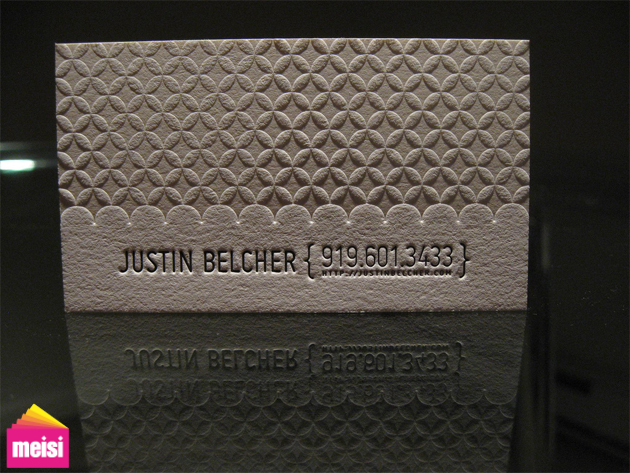 JUSTIN BELCHER { 919.601.3433 }
HTTP://JUSTINBELCHER.COM
meisi